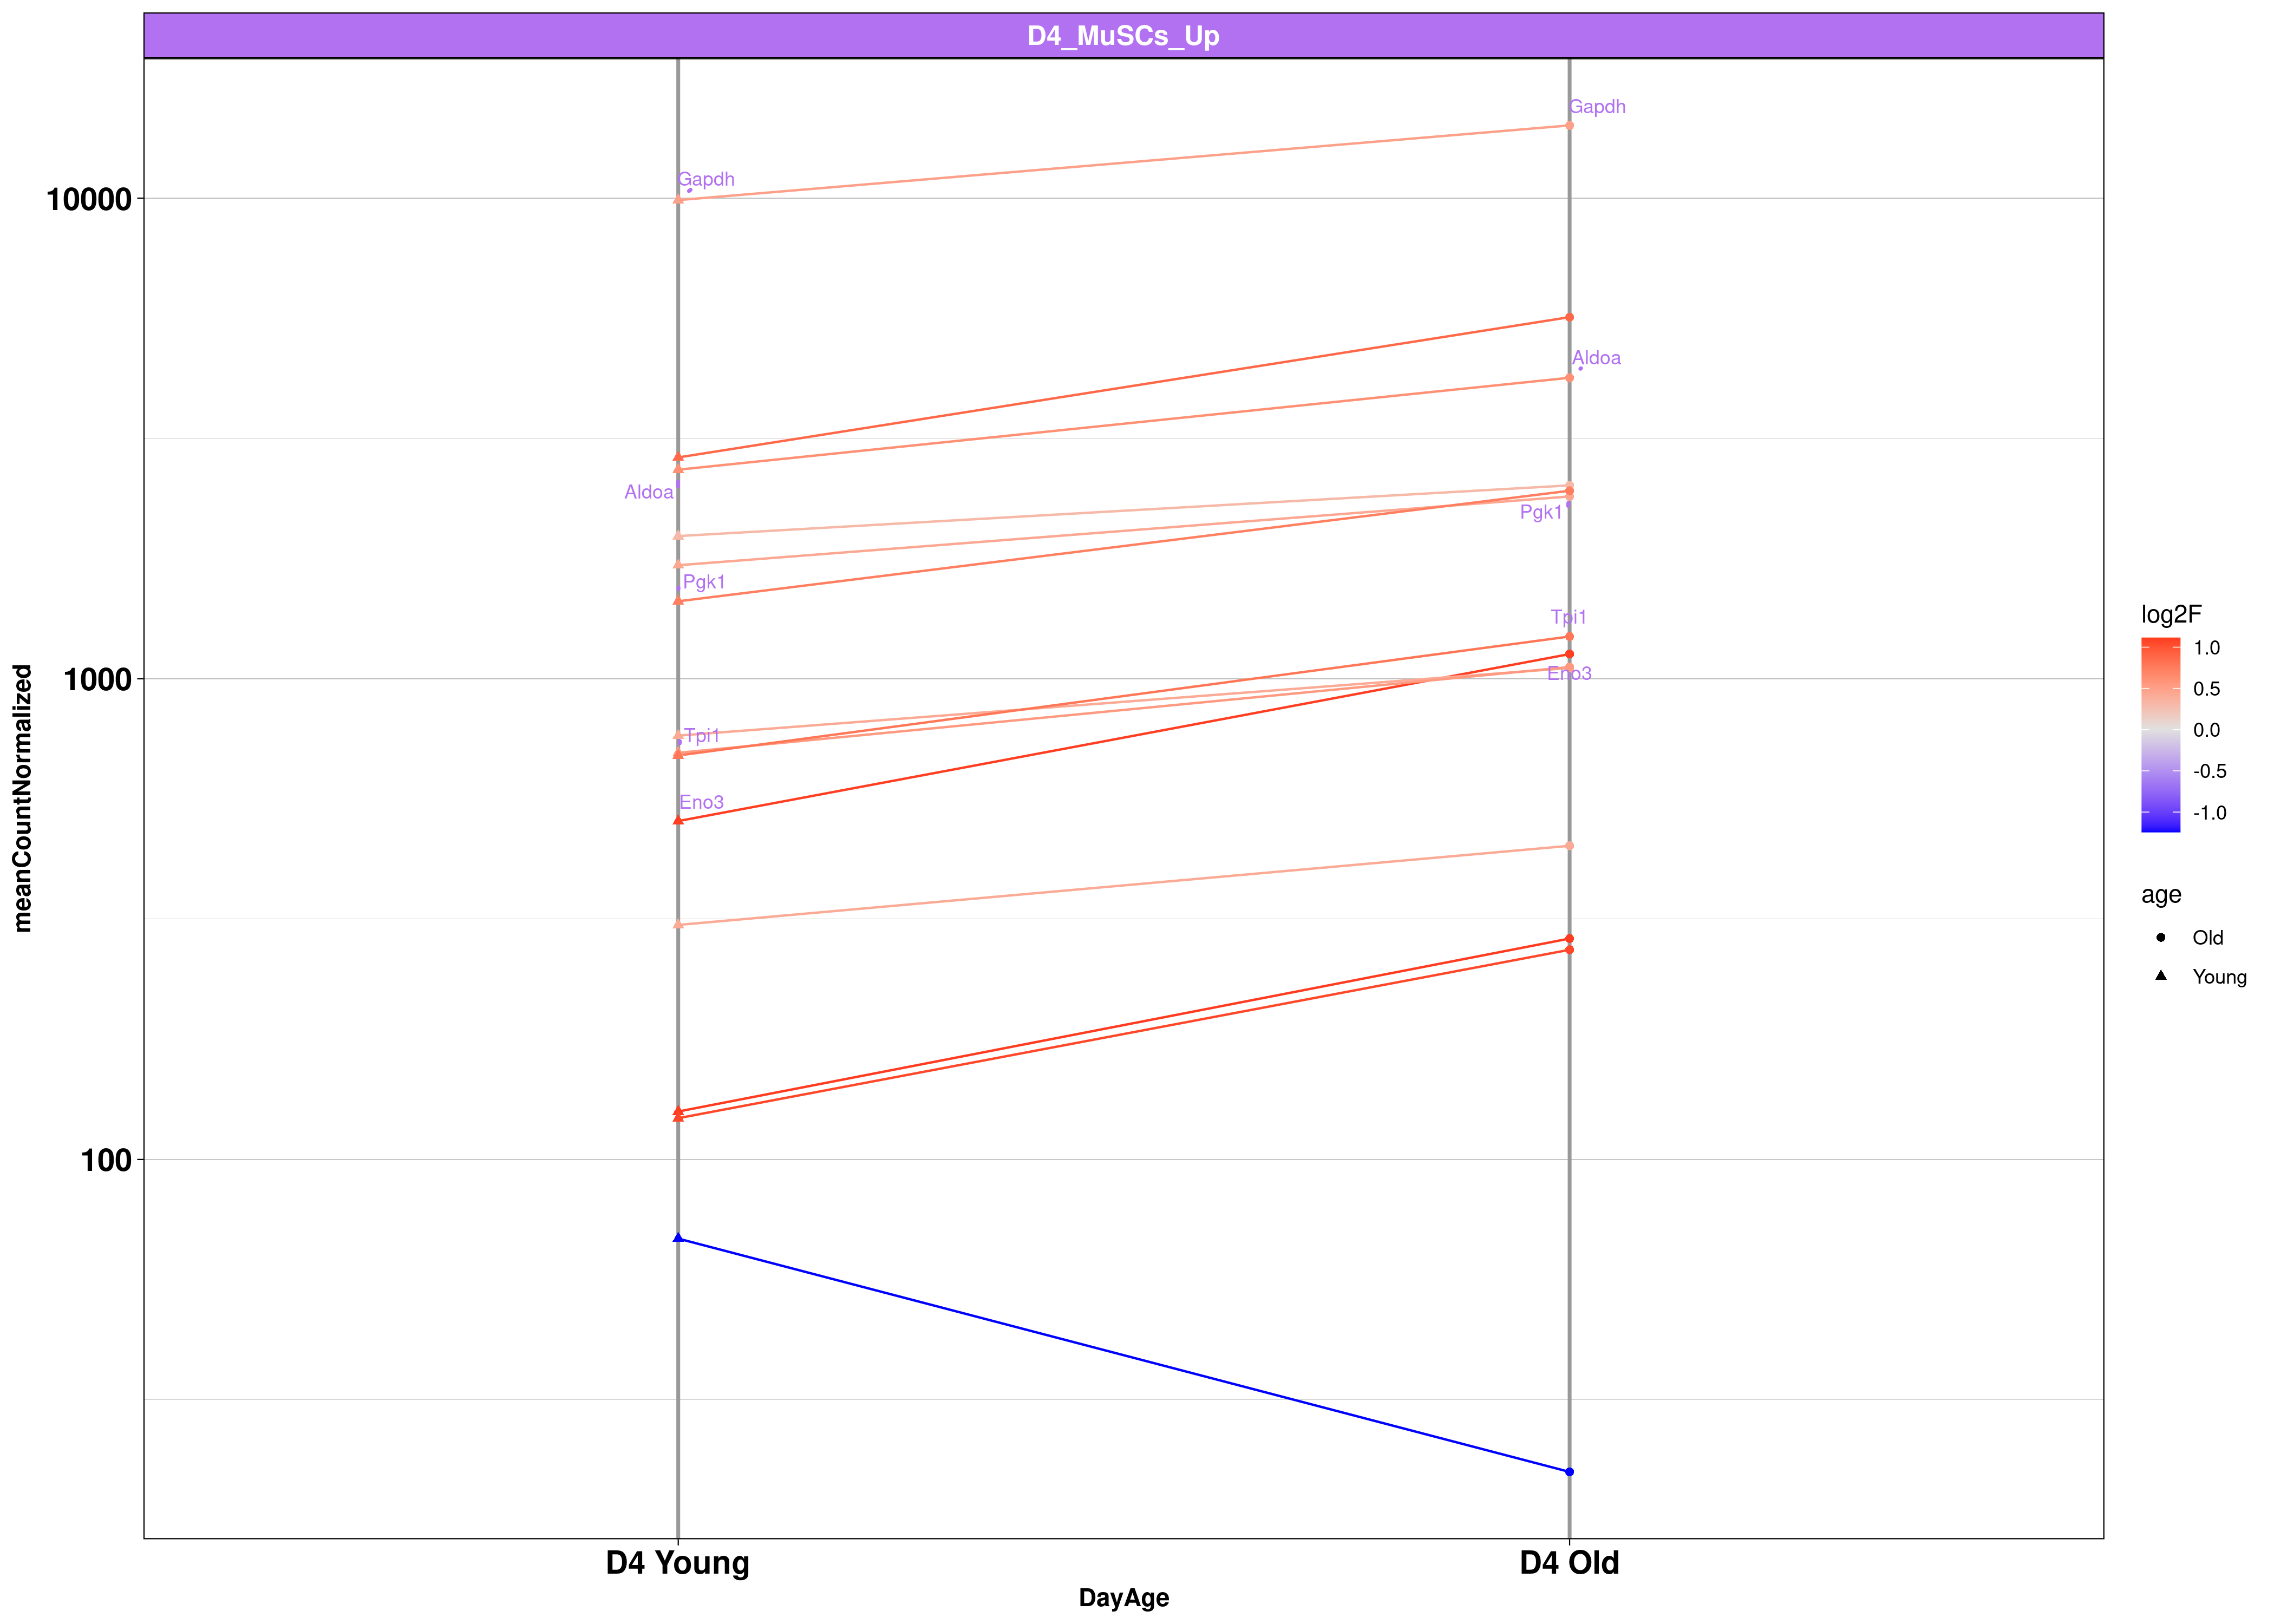 D4_MuSCs_Up
meanCountNormalized
10000
1000
100
Gapdh
Gapdh
Aldoa
Aldoa
Pgk1
Pgk1
Tpi1
Eno3
Tpi1
Eno3
D4 Young
D4 Old
DayAge
log2F
1.0
0.5
0.0
-0.5
-1.0
age
Old
Young